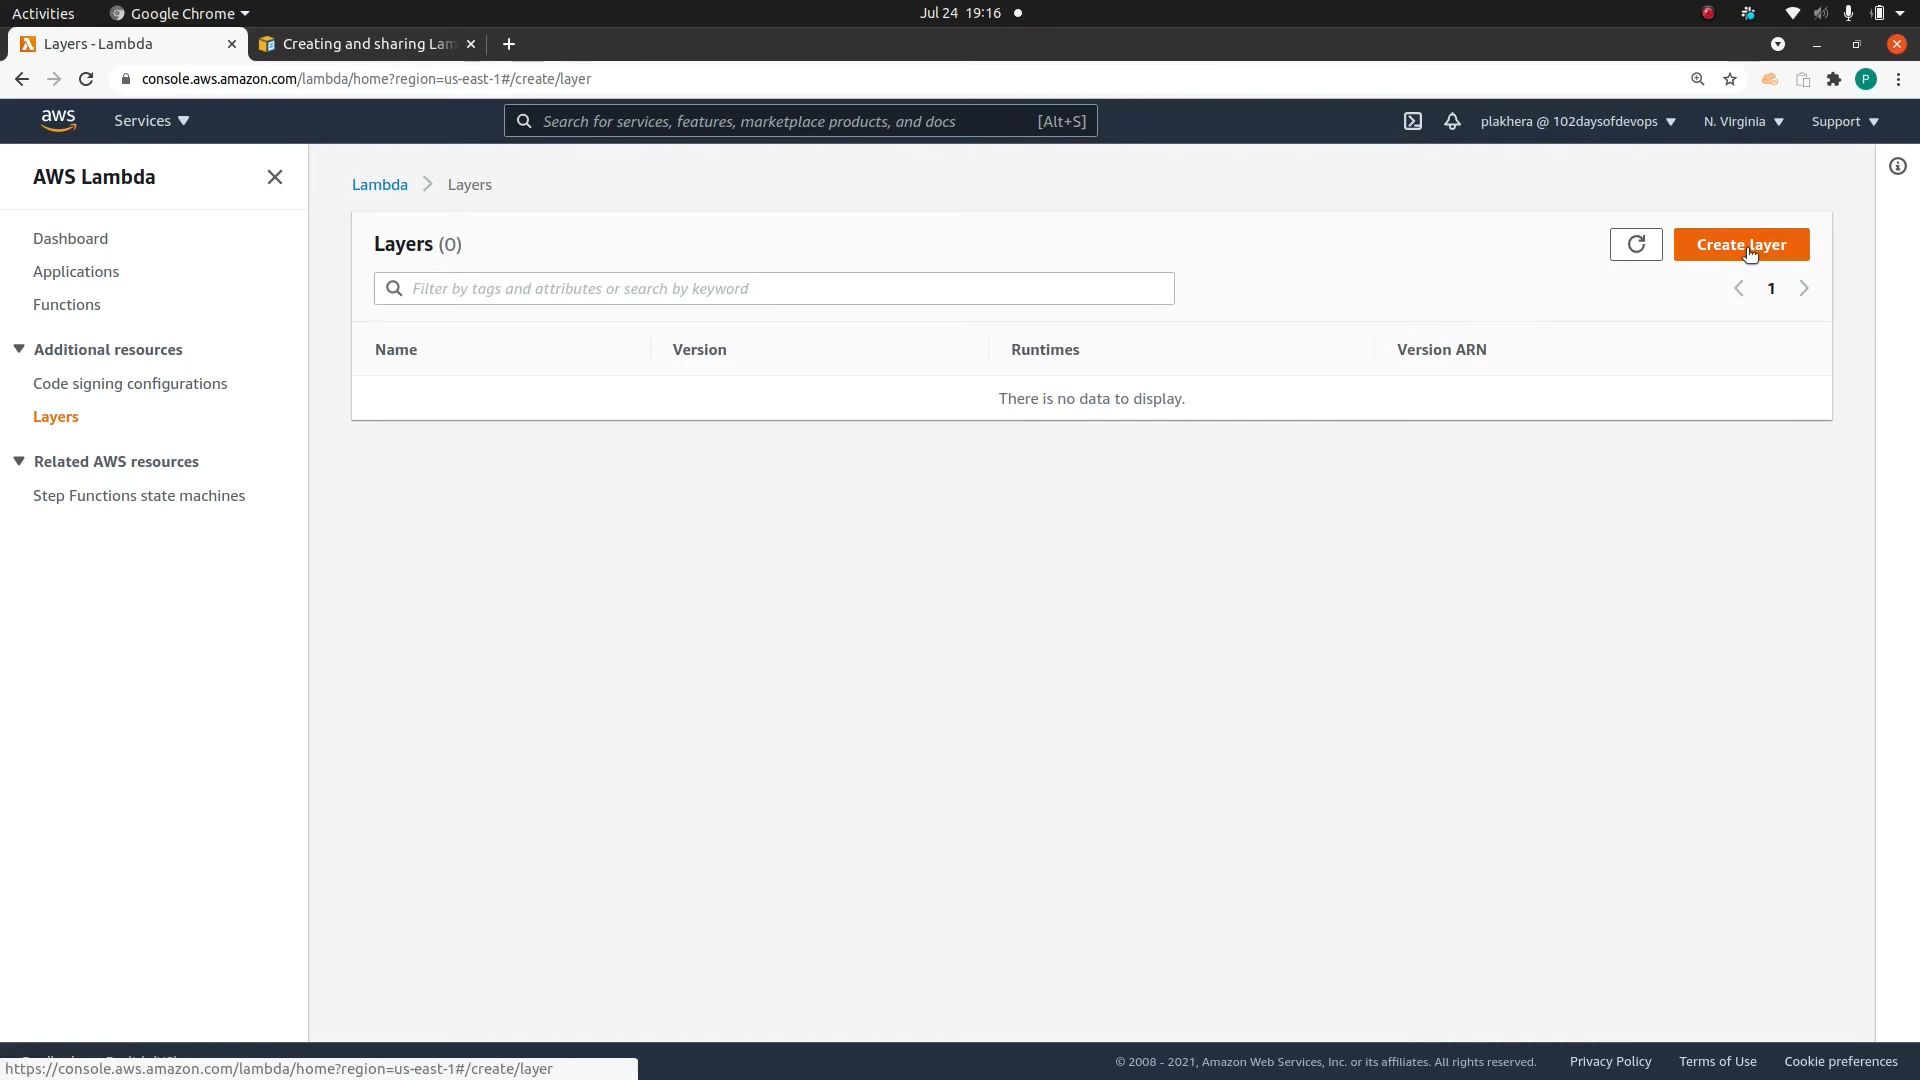 Activities
Google Chrome
Jul 24 19:16
Layers - Lambda
Creating and sharing Lam
console.aws.amazon.com/lambda/home?region=us-east-1#/create/layer
P
aws
Services
Search for services, features, marketplace products, and docs
[Alt+S]
plakhera @ 102daysofdevops
N. Virginia
Support
AWS Lambda
Dashboard
Applications
Functions
Additional resources
Code signing configurations
Layers
Related AWS resources
Step Functions state machines
Lambda
Layers
Layers (0)
Create layer
Filter by tags and attributes or search by keyword
1
Name
Version
Runtimes
Version ARN
There is no data to display.
© 2008 - 2021, Amazon Web Services, Inc. or its affiliates. All rights reserved.
Privacy Policy
Terms of Use
Cookie preferences
https://console.aws.amazon.com/lambda/home?region=us-east-1#/create/layer